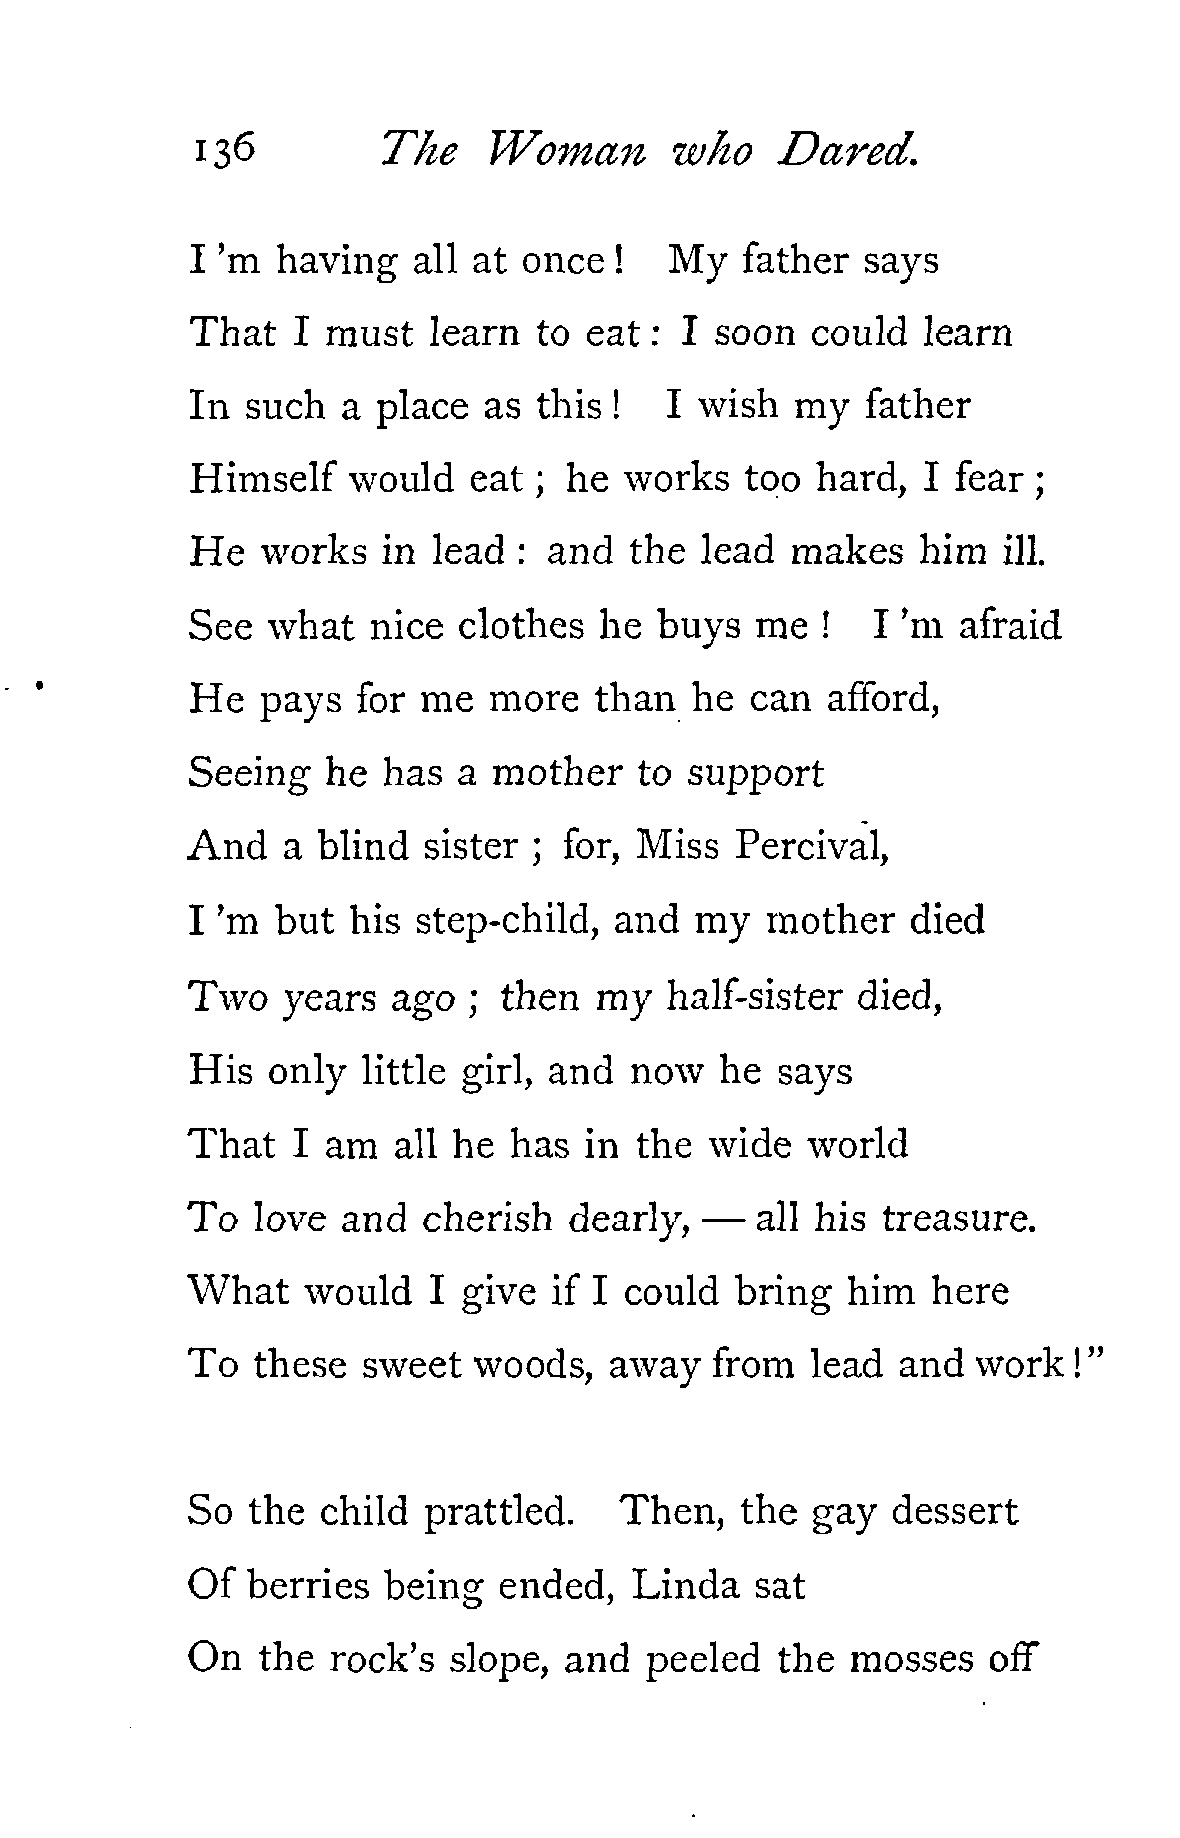 136 The Woman who Dared.
I 'm having all at once! My father says
That I must learn to eat: I soon could learn
In such a place as this! I wish my father
Himself would eat; he works too hard, I fear;
He works in lead: and the lead makes him ill.
See what nice clothes he buys me! I 'm afraid
He pays for me more than he can afford,
Seeing he has a mother to support
And a blind sister; for, Miss Percival,
I 'm but his step-child, and my mother died
Two years ago; then my half-sister died,
His only little girl, and now he says
That I am all he has in the wide world
To love and cherish dearly, — all his treasure.
What would I give if I could bring him here
To these sweet woods, away from lead and work!"
So the child prattled. Then, the gay dessert
Of berries being ended, Linda sat
On the rock's slope, and peeled the mosses off